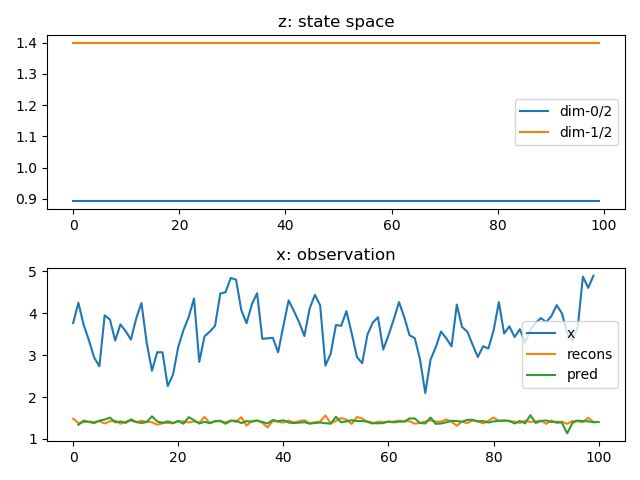 z: state space
1.4
1.3
1.2
1.1
1.0
0.9
dim-0/2
dim-1/2
0 20 40 60 80 100
x: observation
5
4
3
2
1
x
recons
pred
0 20 40 60 80 100